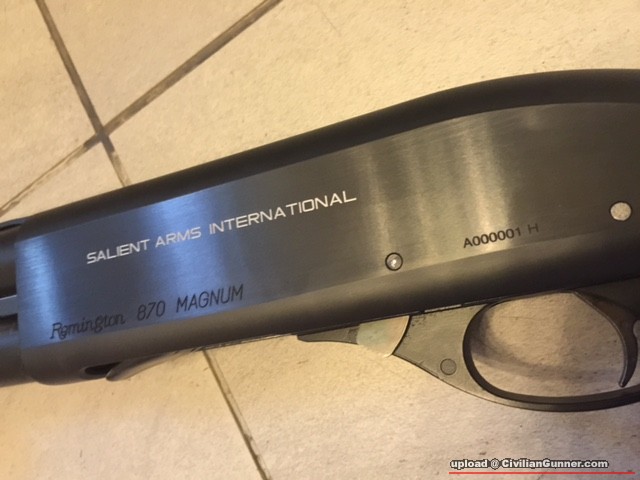 SALIENT ARMS INTERNATIONAL
A000001 H
Remington 870 MAGNUM
upload @ CivilianGunner.com